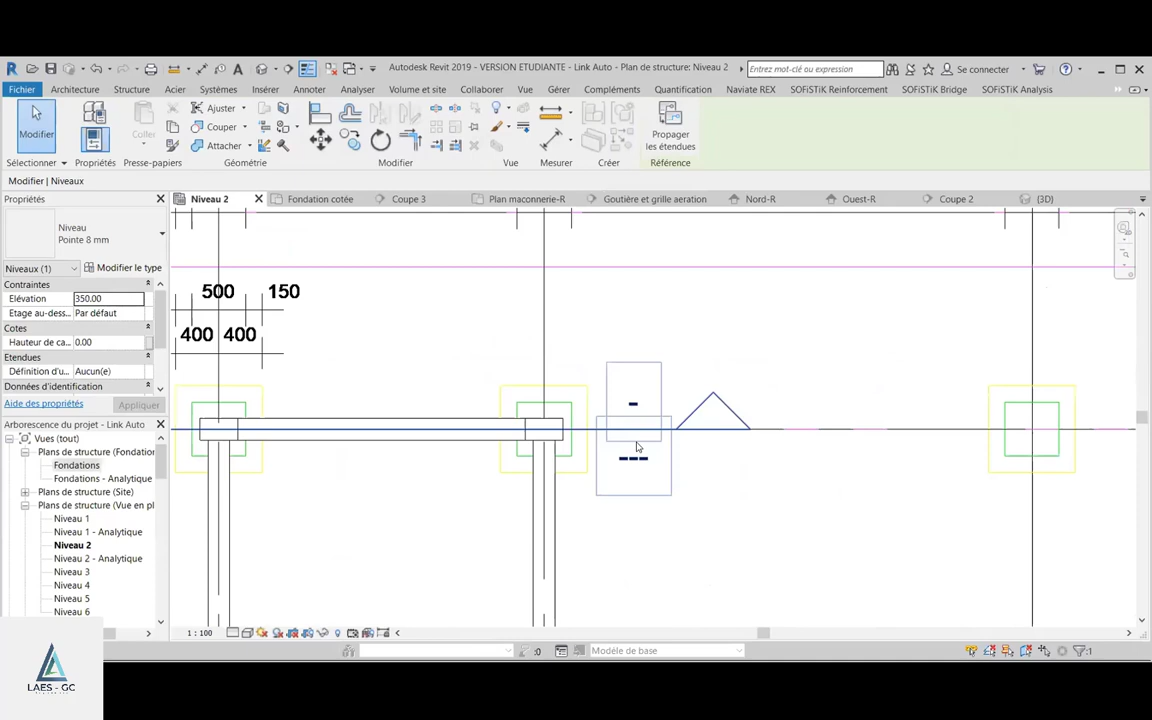 Autodesk Revit 2019 - VERSION ETUDIANTE - Link Auto - Plan de structure: Niveau 2
Entrez mot-clé ou expression
Se connecter
Fichier Architecture Structure Acier Systèmes Insérer Annoter Analyser Volume et site Collaborer Vue Gérer Compléments Quantification Naviate REX SOFiSTiK Reinforcement SOFiSTiK Bridge SOFiSTiK Analysis
Modifier
Coller
Ajuster
Couper
Attacher
Propager
les étendues
Sélectionner Propriétés Presse-papiers Géométrie Modifier Vue Mesurer Créer Référence
Modifier | Niveaux
Propriétés
Niveau 2 Fondation cotée Coupe 3 Plan maconnerie-R Goutière et grille aeration Nord-R Ouest-R Coupe 2 (3D)
Niveau
Pointe 8 mm
Niveaux (1)
Modifier le type
Contraintes
Elévation 350.00
Etage au-dess... Par défaut
Cotes
Hauteur de ca... 0.00
Etendues
Définition d'u... Aucun(e)
Données d'identification
Aide des propriétés
Appliquer
Arborescence du projet - Link Auto
Vues (tout)
Plans de structure (Fondation
Fondations
Fondations - Analytique
Plans de structure (Site)
Plans de structure (Vue en pl
Niveau 1
Niveau 1 - Analytique
Niveau 2
Niveau 2 - Analytique
Niveau 3
Niveau 4
Niveau 5
Niveau 6
500 150
400 400
1 : 100
:0
Modèle de base
:1
LAES - GC